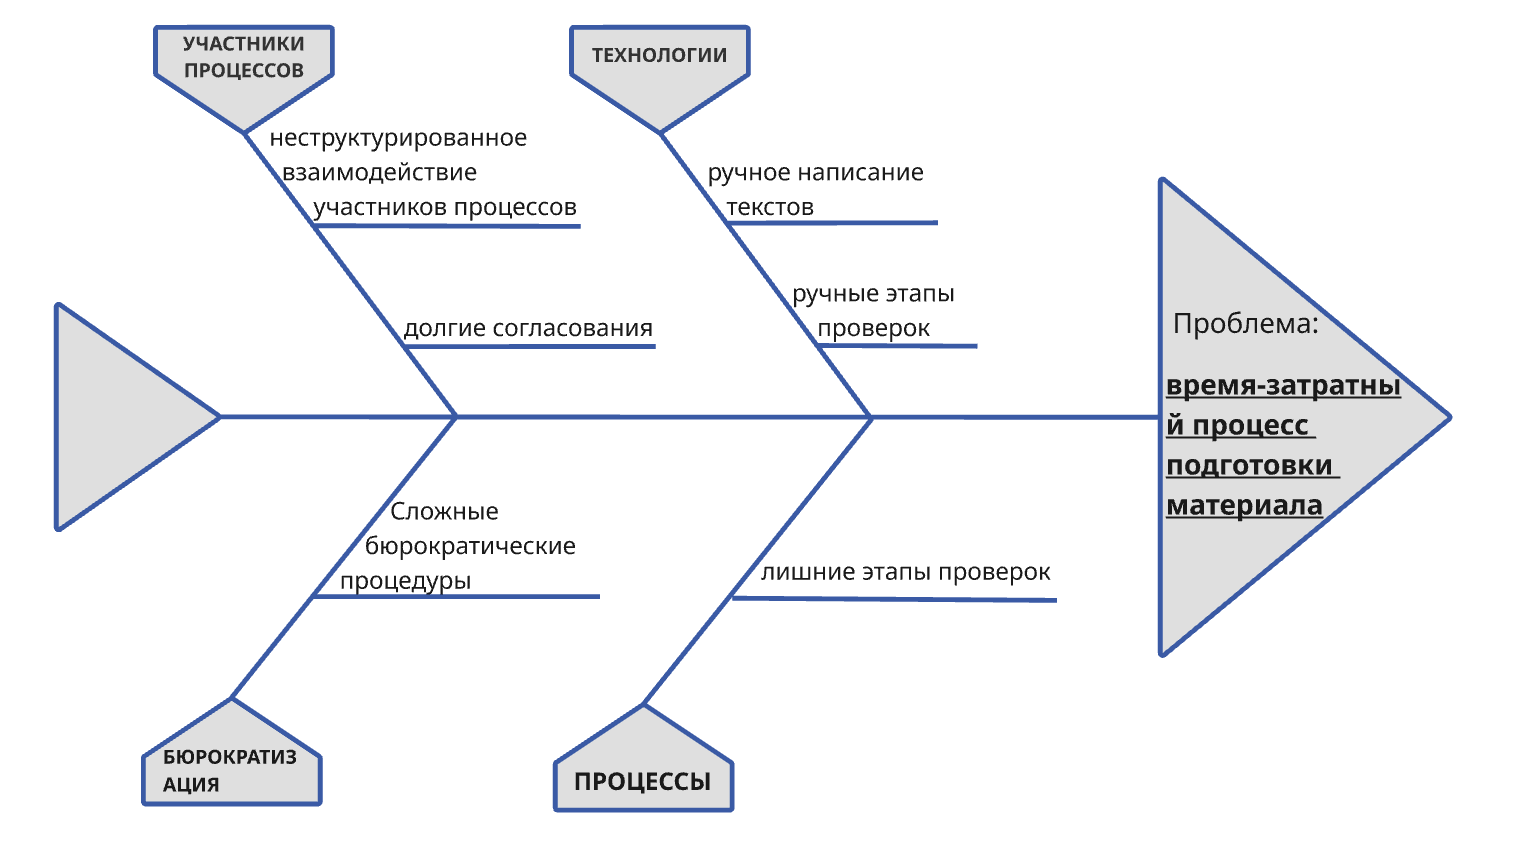 УЧАСТНИКИ
ПРОЦЕССОВ
ТЕХНОЛОГИИ
неструктурированное
взаимодействие
участников процессов
ручное написание
текстов
долгие согласования
ручные этапы
проверок
Проблема:
время-затратны
й процесс
подготовки
материала
Сложные
бюрократические
процедуры
лишние этапы проверок
БЮРОКРАТИЗ
АЦИЯ
ПРОЦЕССЫ